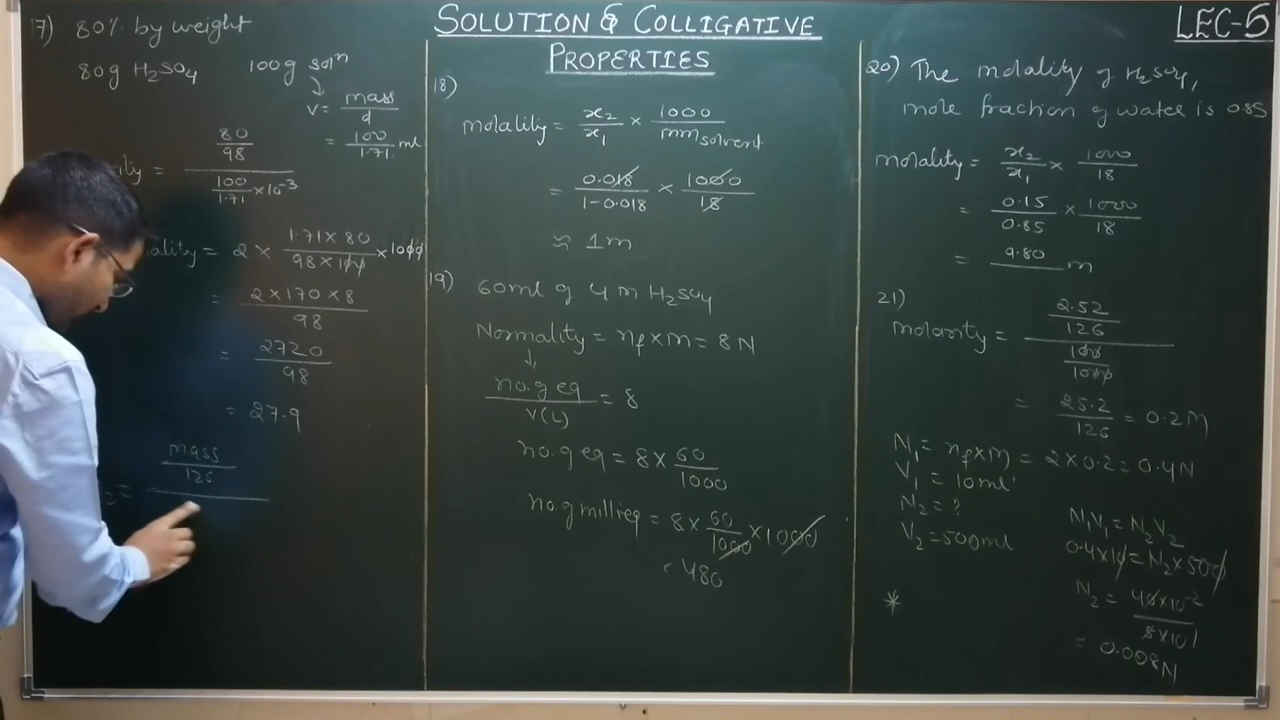 SOLUTION & COLLIGATIVE
PROPERTIES
LEC-5
17) 80% by weight
80g H₂SO₄ 100g solⁿ
↓
V = mass/d
= 100/1.71 ml
lity = (80/98)/(100/1.71 × 10⁻³)
ality = 2 × (1.71 × 80)/(98 × 100) × 1000
= (2 × 170 × 8)/98
= 2720/98
= 27.9
2 = (mass/126)/
18)
molality = x₂/x₁ × 1000/mm solvent
= 0.018/(1-0.018) × 1000/18
≈ 1m
19) 60ml of 4M H₂SO₄
Normality = nf × M = 8N
↓
no. g eq/V(L) = 8
no. g eq = 8 × 60/1000
no. g milleq = 8 × 60/1000 × 1000
= 480
20) The molality of H₂SO₄,
mole fraction of water is 0.85
molality = x₂/x₁ × 1000/18
= 0.15/0.85 × 1000/18
= 9.80 m
21)
molarity = (2.52/126)/(100/1000)
= 25.2/126 = 0.2M
N₁ = nf × M = 2 × 0.2 = 0.4N
V₁ = 10ml
N₂ = ?
V₂ = 500ml
N₁V₁ = N₂V₂
0.4 × 10 = N₂ × 500
N₂ = (40 × 10⁻²)/(5 × 10¹)
= 0.008N
*